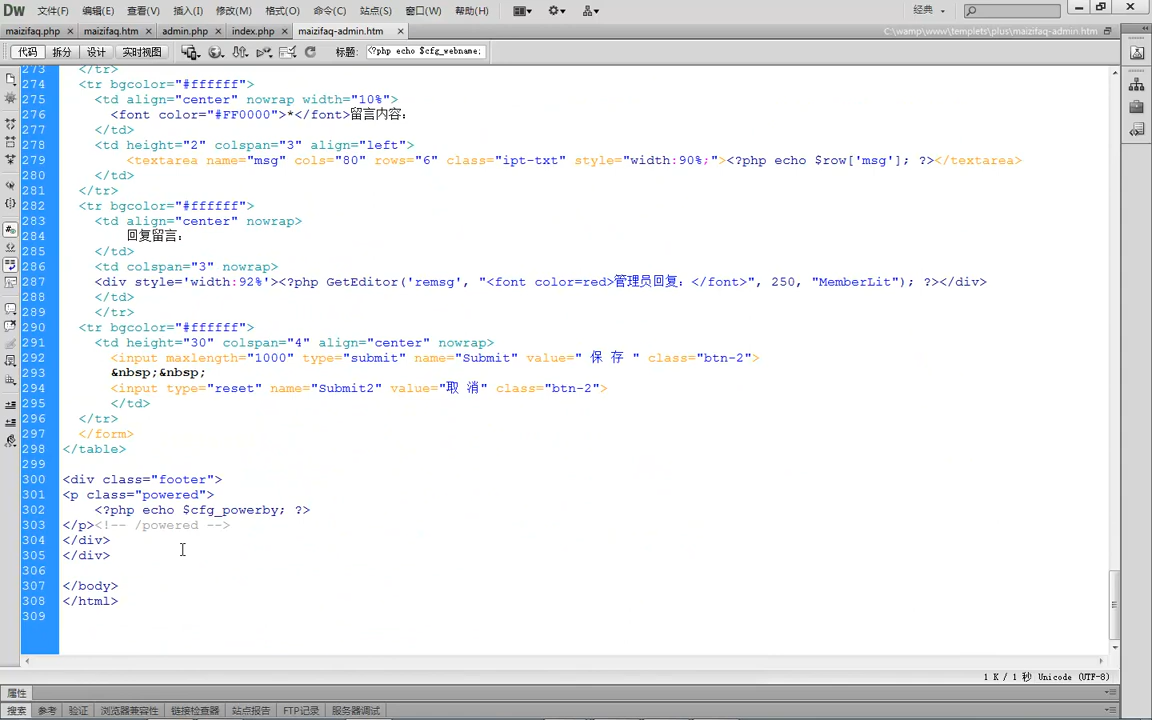 Dw 文件(F) 编辑(E) 查看(V) 插入(I) 修改(M) 格式(O) 命令(C) 站点(S) 窗口(W) 帮助(H) 经典
maizifaq.php × maizifaq.htm × admin.php × index.php × maizifaq-admin.htm × C:\wamp\www\templets\plus\maizifaq-admin.htm
代码 拆分 设计 实时视图 标题: <?php echo $cfg_webname;
273 </tr>
274 <tr bgcolor="#ffffff">
275 <td align="center" nowrap width="10%">
276 <font color="#FF0000">*</font>留言内容:
277 </td>
278 <td height="2" colspan="3" align="left">
279 <textarea name="msg" cols="80" rows="6" class="ipt-txt" style="width:90%;"><?php echo $row['msg']; ?></textarea>
280 </td>
281 </tr>
282 <tr bgcolor="#ffffff">
283 <td align="center" nowrap>
284 回复留言:
285 </td>
286 <td colspan="3" nowrap>
287 <div style='width:92%'><?php GetEditor('remsg', "<font color=red>管理员回复:</font>", 250, "MemberLit"); ?></div>
288 </td>
289 </tr>
290 <tr bgcolor="#ffffff">
291 <td height="30" colspan="4" align="center" nowrap>
292 <input maxlength="1000" type="submit" name="Submit" value=" 保 存 " class="btn-2">
293 &nbsp;&nbsp;
294 <input type="reset" name="Submit2" value="取 消" class="btn-2">
295 </td>
296 </tr>
297 </form>
298 </table>
299
300 <div class="footer">
301 <p class="powered">
302 <?php echo $cfg_powerby; ?>
303 </p><!-- /powered -->
304 </div>
305 </div>
306
307 </body>
308 </html>
309
1 K / 1 秒 Unicode (UTF-8)
属性
搜索 参考 验证 浏览器兼容性 链接检查器 站点报告 FTP记录 服务器调试